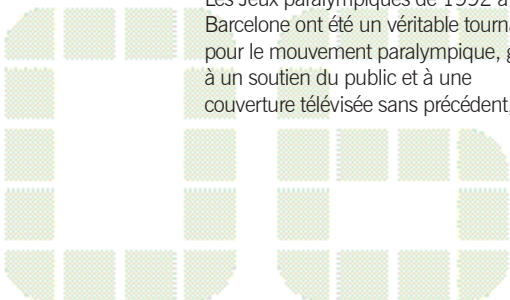 Les Jeux paralympiques de 1992 à
Barcelone ont été un véritable
pour le mouvement paralympique,
à un soutien du public et à une
couverture télévisée sans précédent,